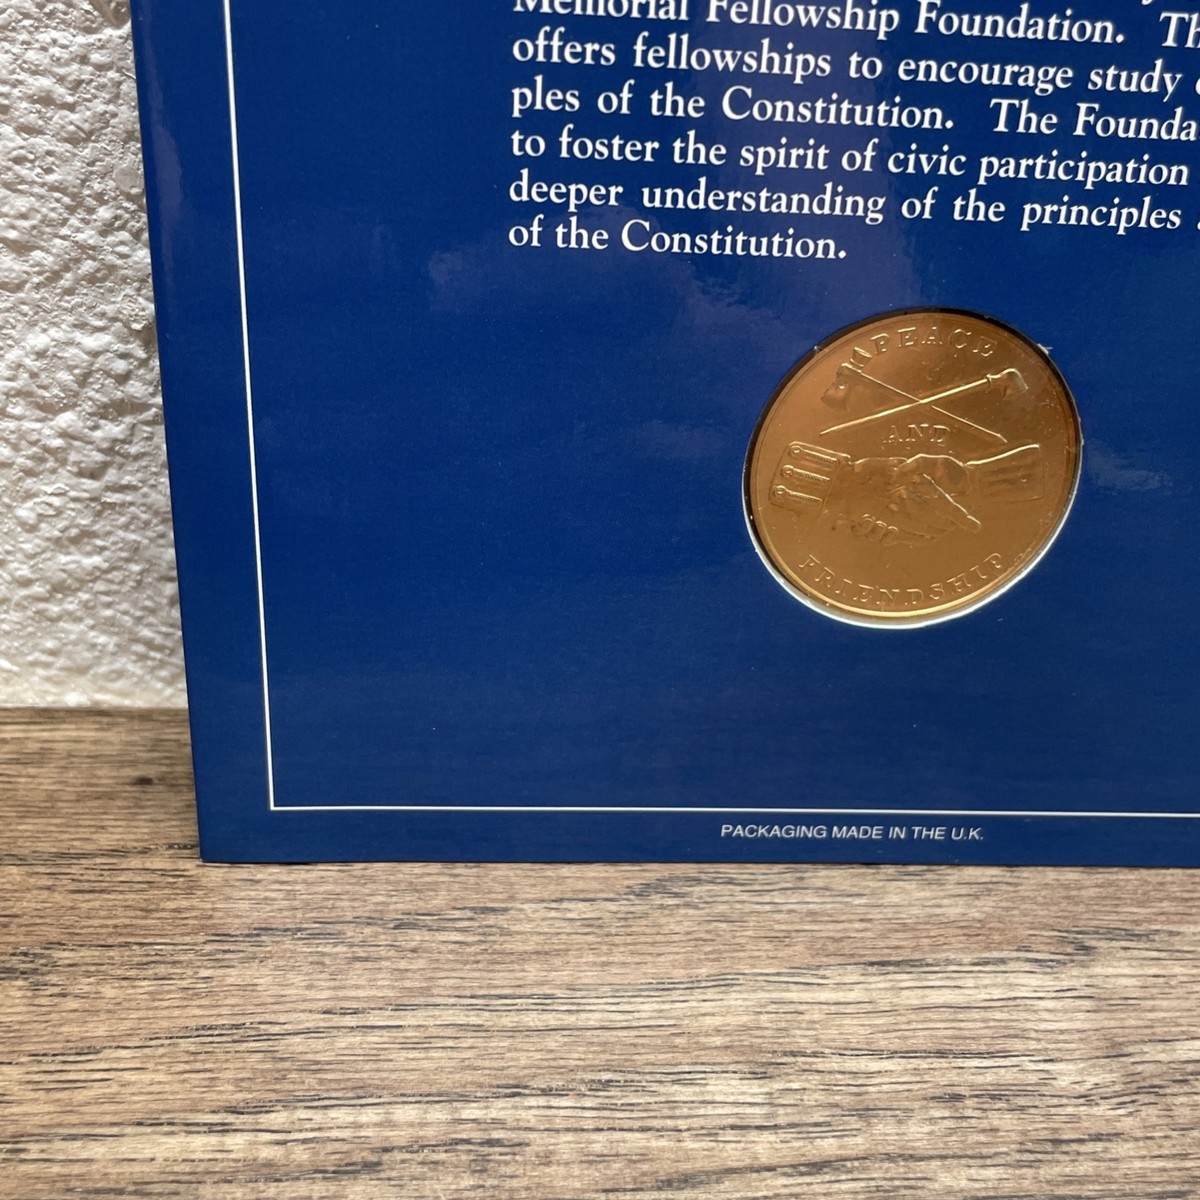 Memorial Fellowship Foundation. Th
offers fellowships to encourage study
ples of the Constitution. The Founda
to foster the spirit of civic participation
deeper understanding of the principles
of the Constitution.
PEACE
AND
FRIENDSHIP
PACKAGING MADE IN THE U.K.